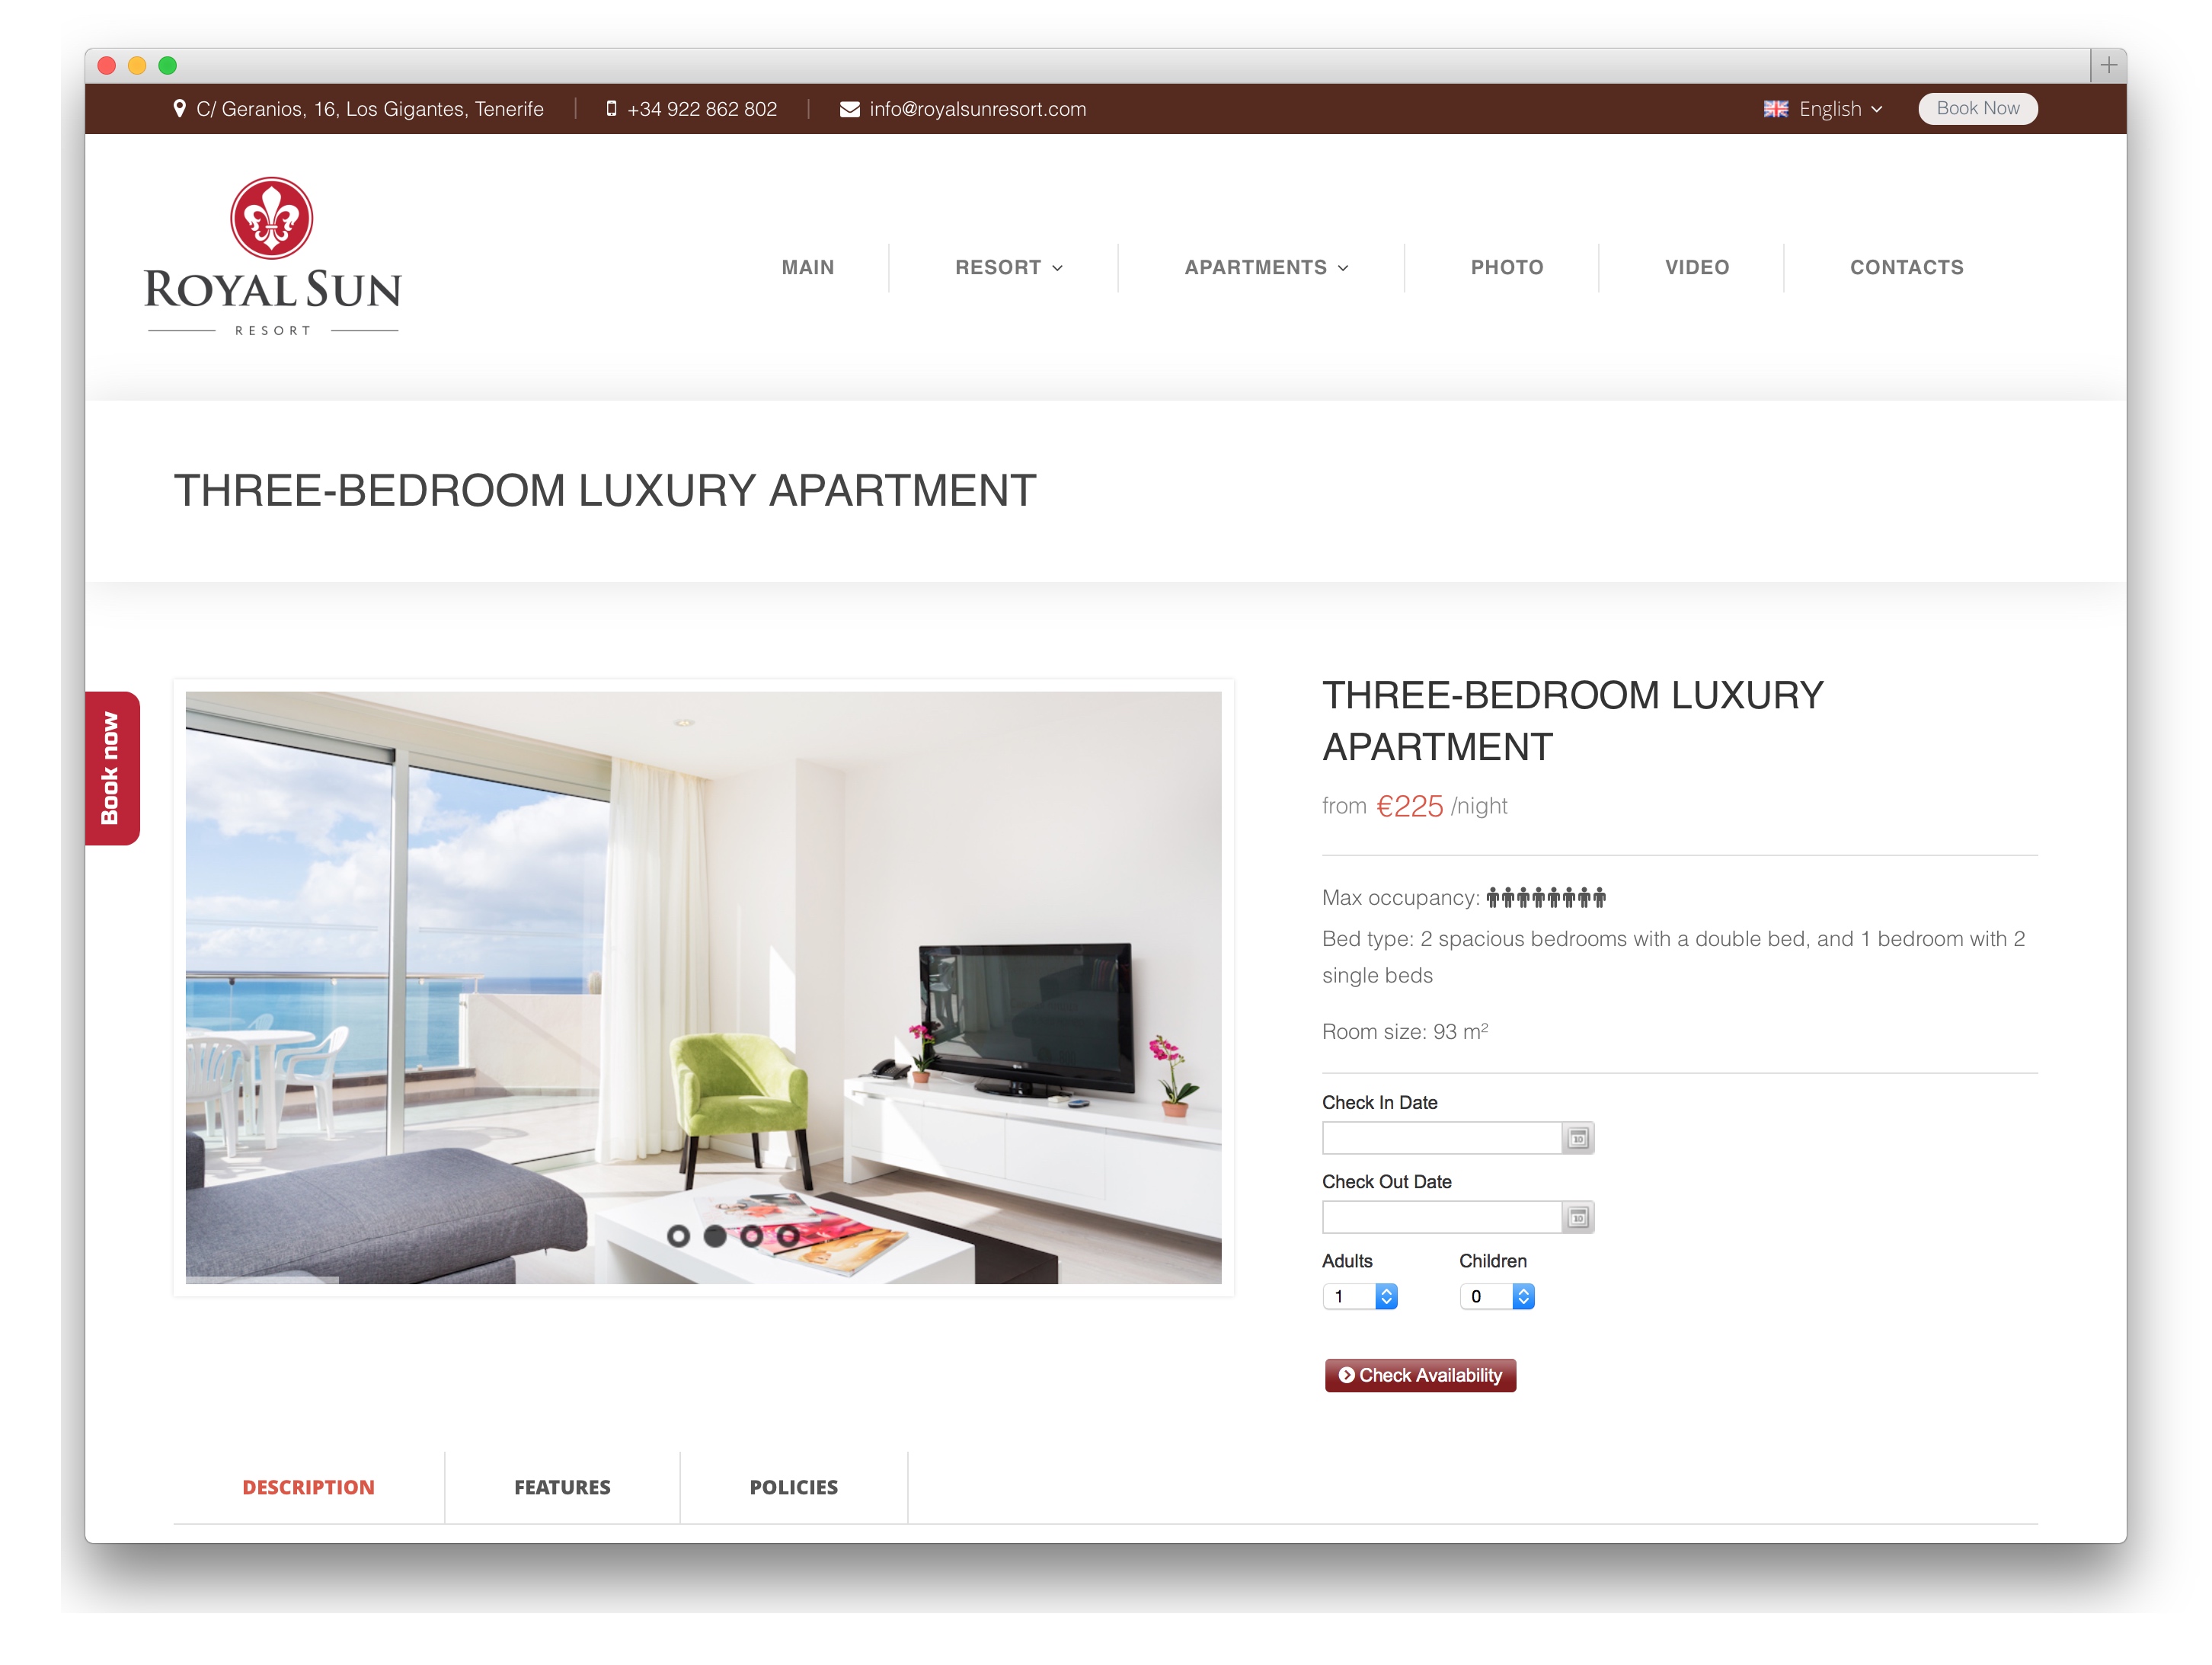 C/ Geranios, 16, Los Gigantes, Tenerife | +34 922 862 802 | info@royalsunresort.com English Book Now
ROYAL SUN
RESORT
MAIN RESORT APARTMENTS PHOTO VIDEO CONTACTS
THREE-BEDROOM LUXURY APARTMENT
Book now
THREE-BEDROOM LUXURY
APARTMENT
from €225 /night
Max occupancy:
Bed type: 2 spacious bedrooms with a double bed, and 1 bedroom with 2
single beds
Room size: 93 m²
Check In Date
10
Check Out Date
10
Adults Children
1 0
Check Availability
DESCRIPTION FEATURES POLICIES